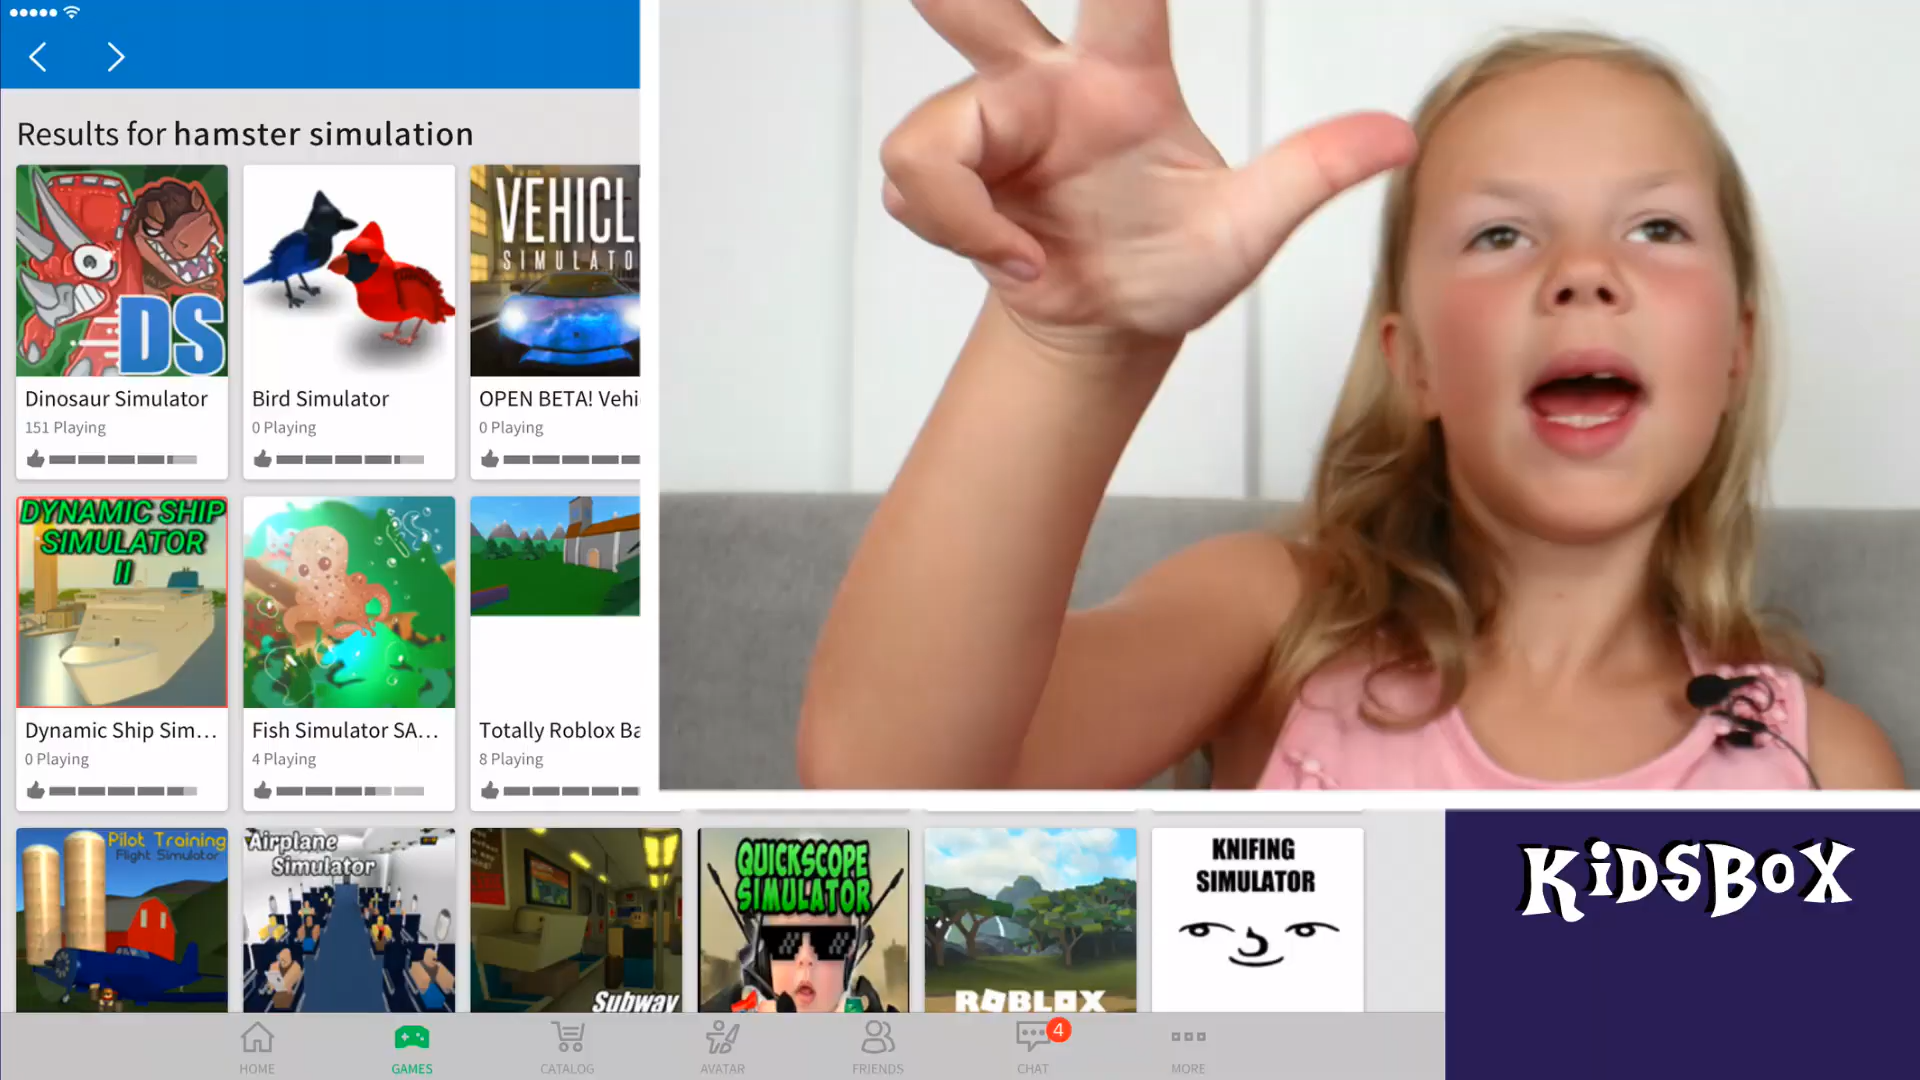 Results for hamster simulation
DS
VEHICL
SIMULATO
Dinosaur Simulator
Bird Simulator
OPEN BETA! Vehi
151 Playing
0 Playing
0 Playing
DYNAMIC SHIP
SIMULATOR
II
Dynamic Ship Sim...
Fish Simulator SA...
Totally Roblox Ba
0 Playing
4 Playing
8 Playing
Pilot Training
Flight Simulator
Airplane
Simulator
Subway
QUICKSCOPE
SIMULATOR
ROBLOX
KNIFING
SIMULATOR
KiDSBOX
HOME
GAMES
CATALOG
AVATAR
FRIENDS
4
CHAT
MORE